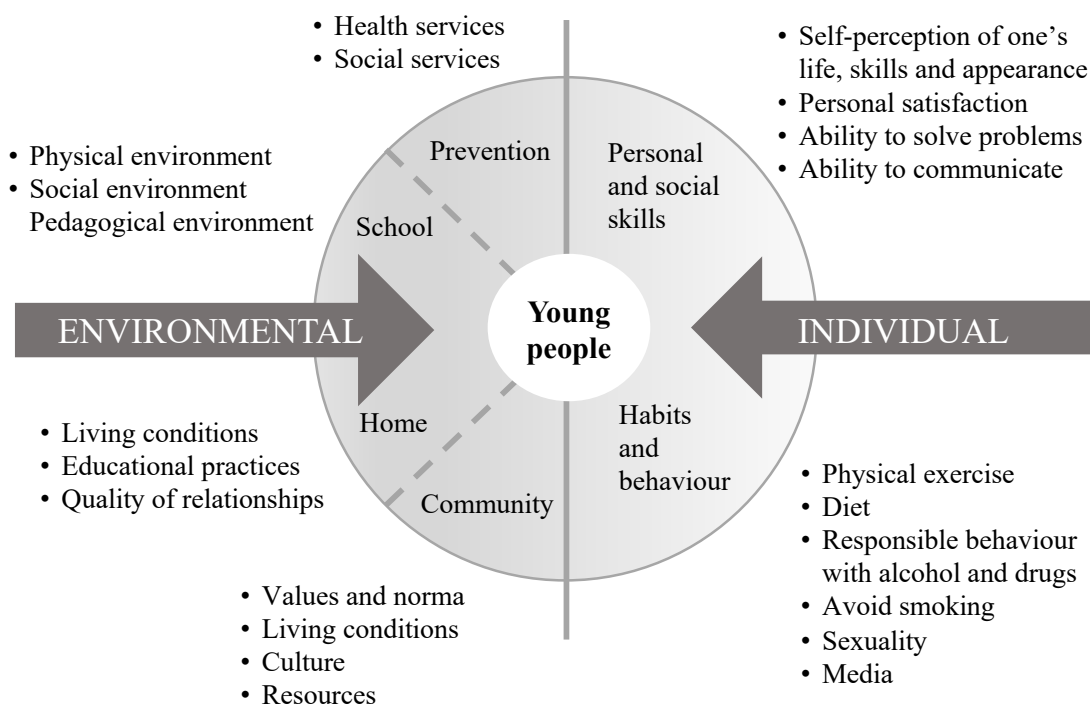 • Health services
• Social services
• Self-perception of one’s
life, skills and appearance
• Personal satisfaction
• Ability to solve problems
• Ability to communicate
• Physical environment
• Social environment
Pedagogical environment
Prevention
School
Personal
and social
skills
ENVIRONMENTAL
Young
people
INDIVIDUAL
Home
Community
Habits
and
behaviour
• Living conditions
• Educational practices
• Quality of relationships
• Physical exercise
• Diet
• Responsible behaviour
with alcohol and drugs
• Avoid smoking
• Sexuality
• Media
• Values and norma
• Living conditions
• Culture
• Resources